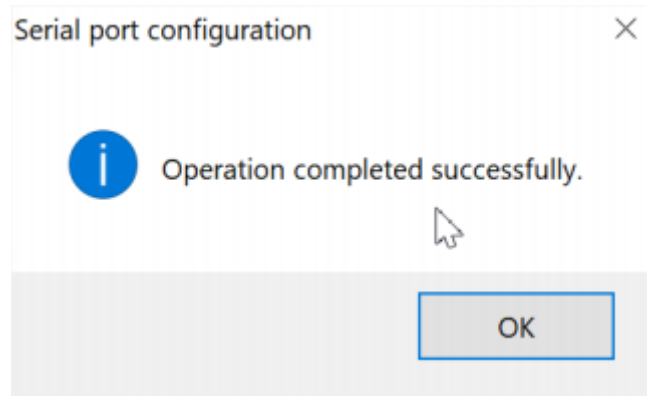 Serial port configuration
Operation completed successfully.
OK